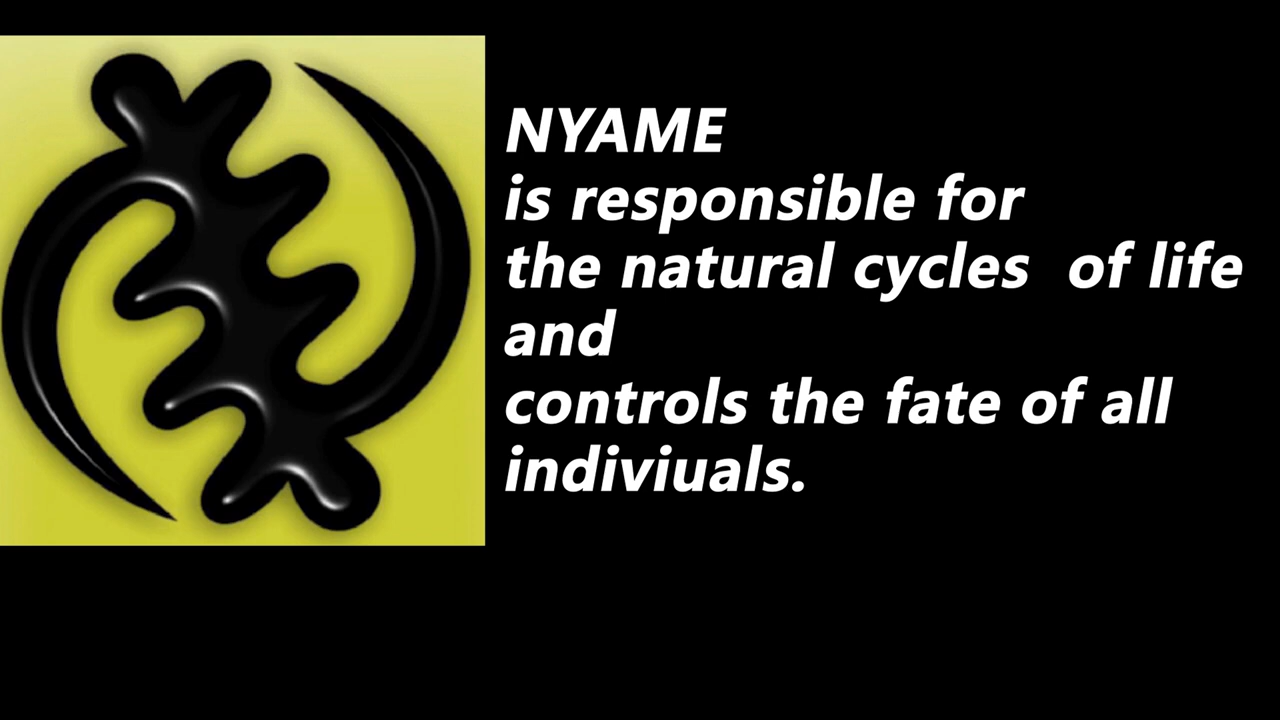 NYAME
is responsible for
the natural cycles  of life
and
controls the fate of all
indiviuals.